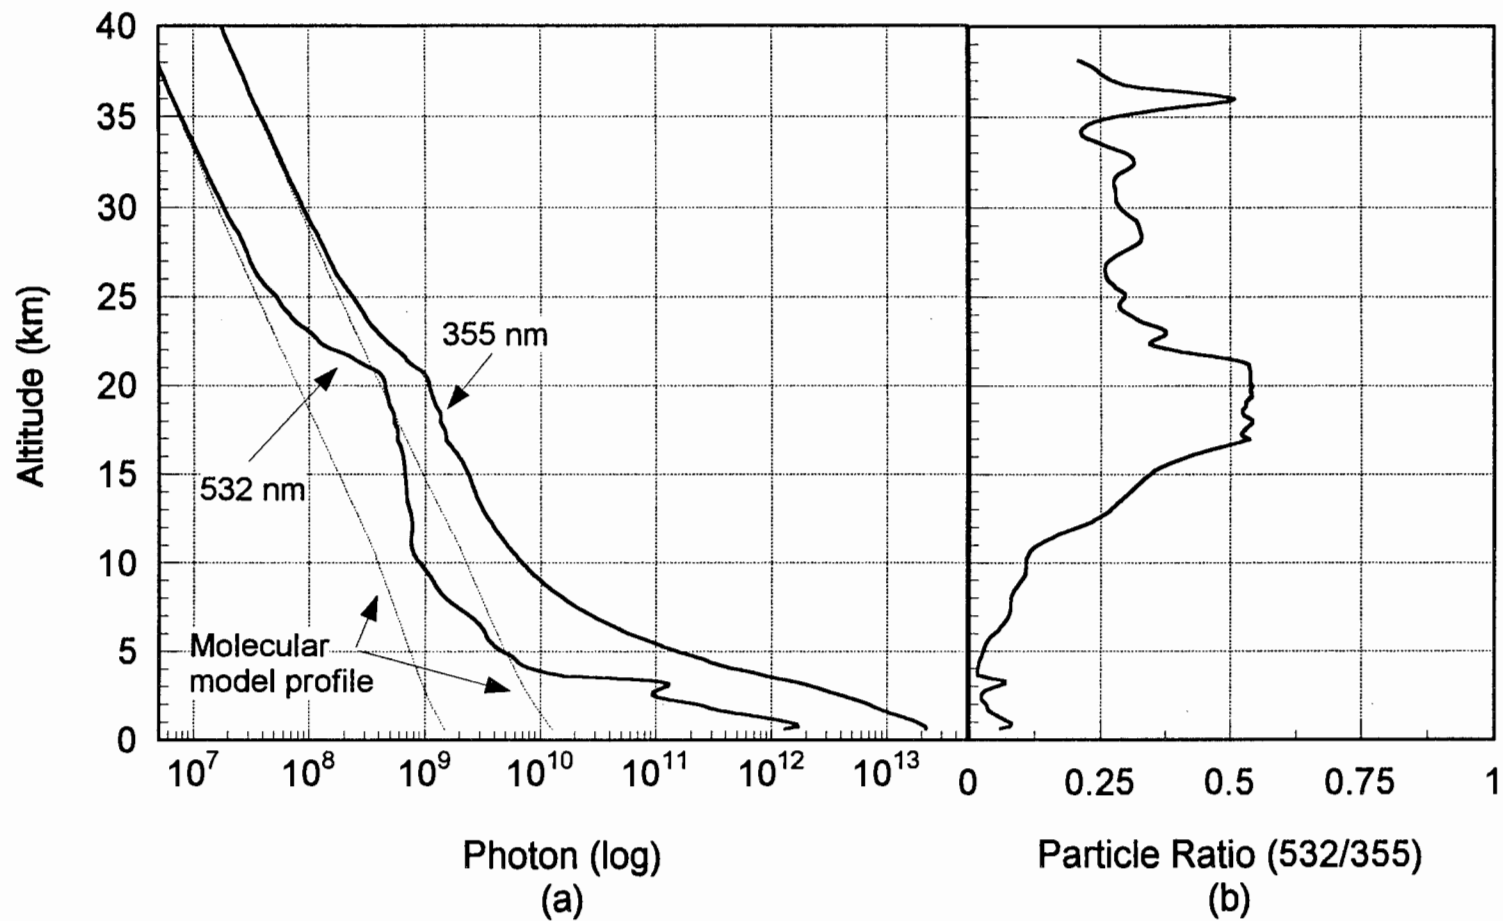 40
35
30
25
20
15
10
5
0
Altitude (km)
355 nm
532 nm
Molecular
model profile
10⁷ 10⁸ 10⁹ 10¹⁰ 10¹¹ 10¹² 10¹³
Photon (log)
(a)
0 0.25 0.5 0.75 1
Particle Ratio (532/355)
(b)